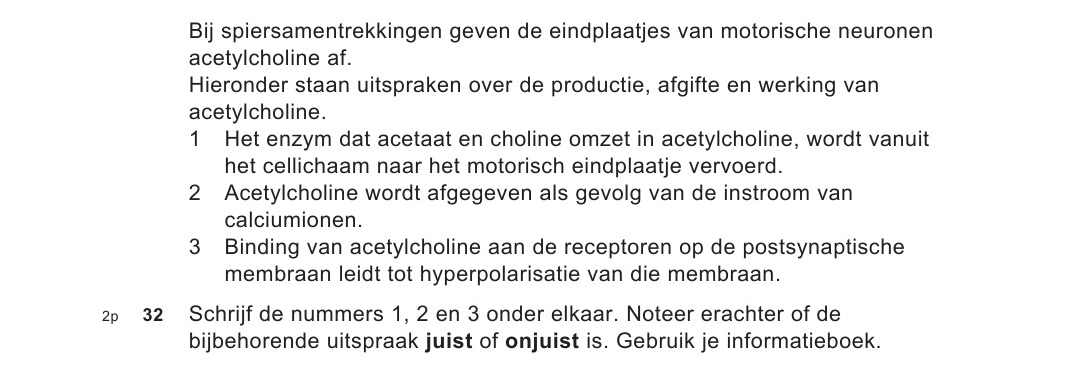 Bij spiersamentrekkingen geven de eindplaatjes van motorische neuronen
acetylcholine af.
Hieronder staan uitspraken over de productie, afgifte en werking van
acetylcholine.
1 Het enzym dat acetaat en choline omzet in acetylcholine, wordt vanuit
het cellichaam naar het motorisch eindplaatje vervoerd.
2 Acetylcholine wordt afgegeven als gevolg van de instroom van
calciumionen.
3 Binding van acetylcholine aan de receptoren op de postsynaptische
membraan leidt tot hyperpolarisatie van die membraan.
2p 32 Schrijf de nummers 1, 2 en 3 onder elkaar. Noteer erachter of de
bijbehorende uitspraak juist of onjuist is. Gebruik je informatieboek.